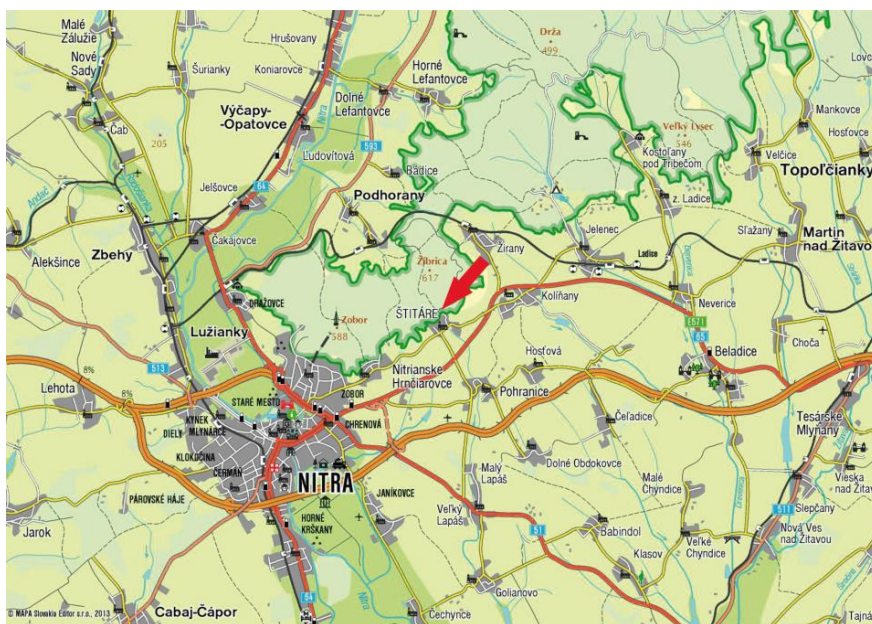 Malé
Zálužie
Nové
Sady
Šurianky
Hrušovany
Koniarovce
Čab
205
Výčapy-
-Opatovce
Nitra
Dolné
Lefantovce
Horné
Lefantovce
Drža
499
Ľudovítová
593
Bádice
Veľký Lysec
546
Kostoľany
pod Tríbečom
Mankovce
Hosťovce
Velčice
Topoľčianky
Andač
Jelšovce
64
Podhorany
z. Ladice
Zbehy
Čakajovce
Alekšince
Žirany
Jelenec
Ladice
Sľažany
Martin
nad Žitavou
Žibrica
617
DRAŽOVCE
ŠTITÁRE
Kolíňany
Neverice
E571
65
Zobor
588
Lužianky
Beladice
Choča
513
Nitrianske
Hrnčiarovce
Hosťová
8%
Lehota
8%
ZOBOR
STARÉ MESTO
Pohranice
KYNEK
MLYNÁRCE
CHRENOVÁ
DIELY
Čeľadice
Tesárske
Mlyňany
KLOKOČINA
ČERMÁŇ
Malý
Lapáš
Dolné Obdokovce
NITRA
JANÍKOVCE
Malé
Chyndice
Vieska
nad Žitavou
PÁROVSKÉ HÁJE
Veľký
Lapáš
51
511
Slepčany
HORNÉ
KRŠKANY
Jarok
Babindol
Veľké
Chyndice
Nová Ves
nad Žitavou
Klasov
64
Nitra
Golianovo
© MAPA Slovakia Editor s.r.o., 2013
Cabaj-Čápor
Čechynce
Tajná